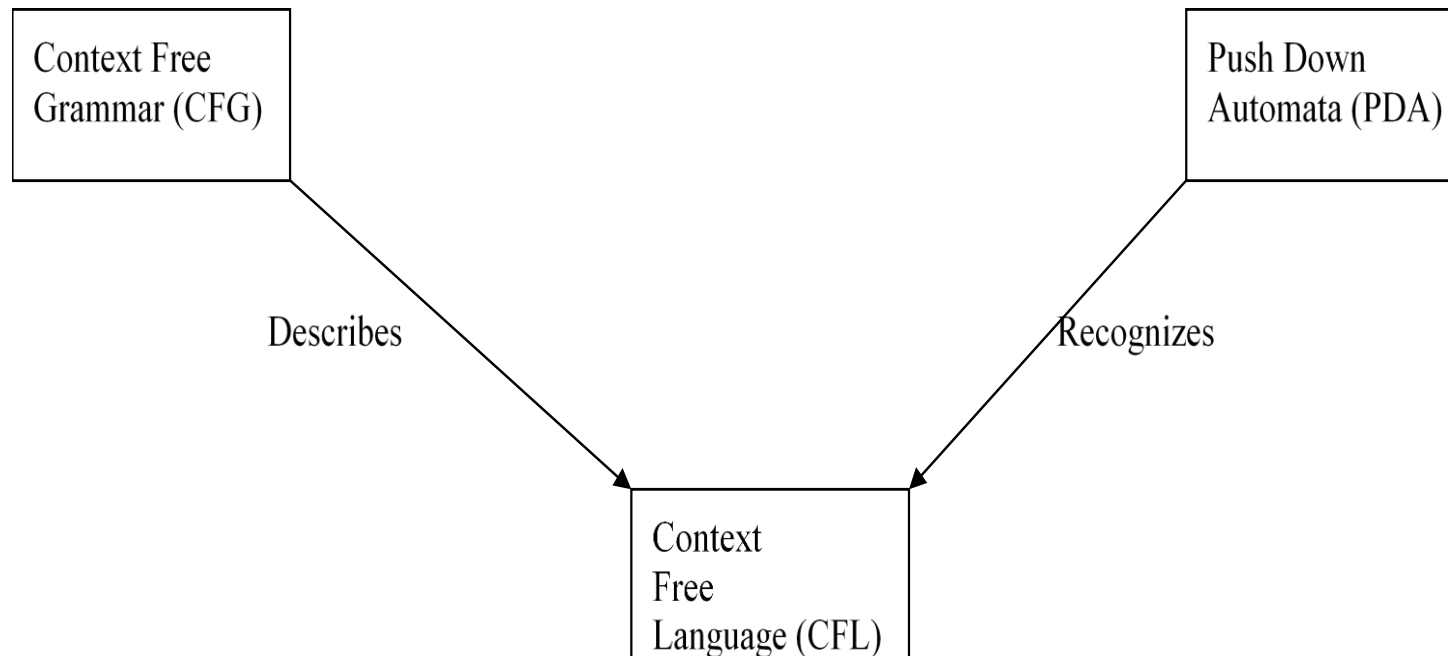 Context Free
Grammar (CFG)
Push Down
Automata (PDA)
Describes
Recognizes
Context
Free
Language (CFL)